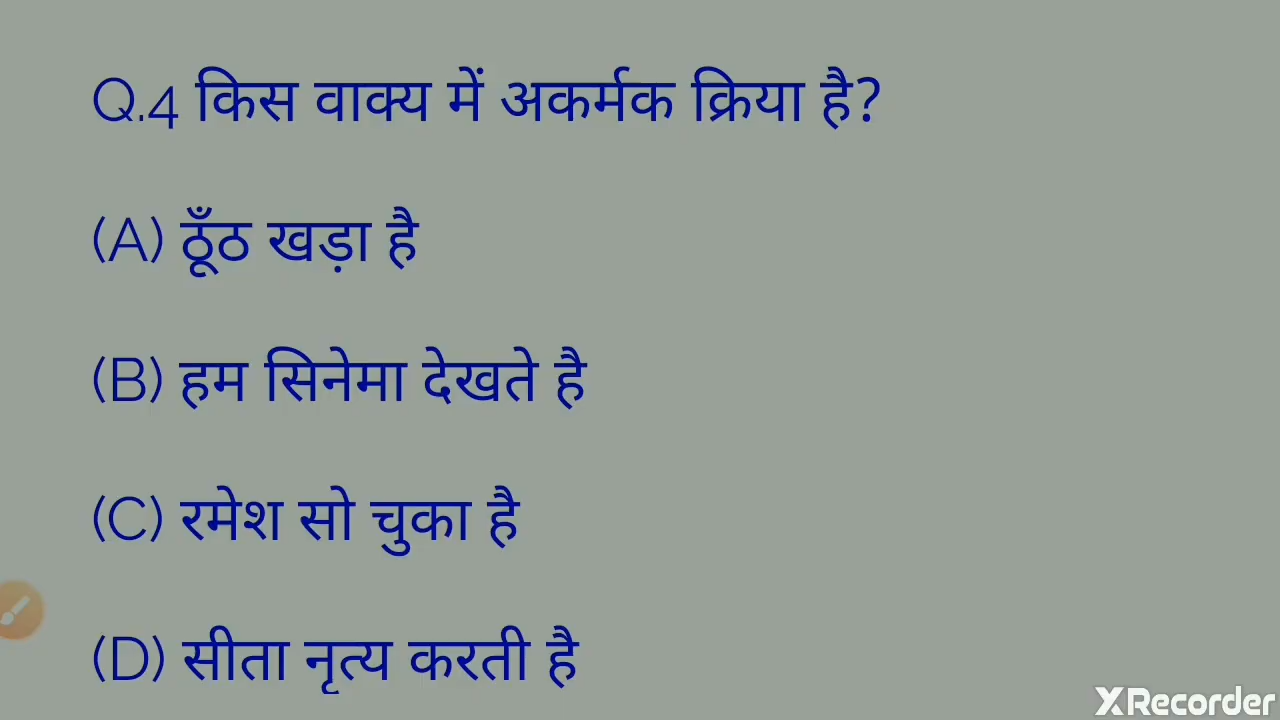 Q.4 किस वाक्य में अकर्मक क्रिया है?
(A) ठूँठ खड़ा है
(B) हम सिनेमा देखते है
(C) रमेश सो चुका है
(D) सीता नृत्य करती है
XRecorder